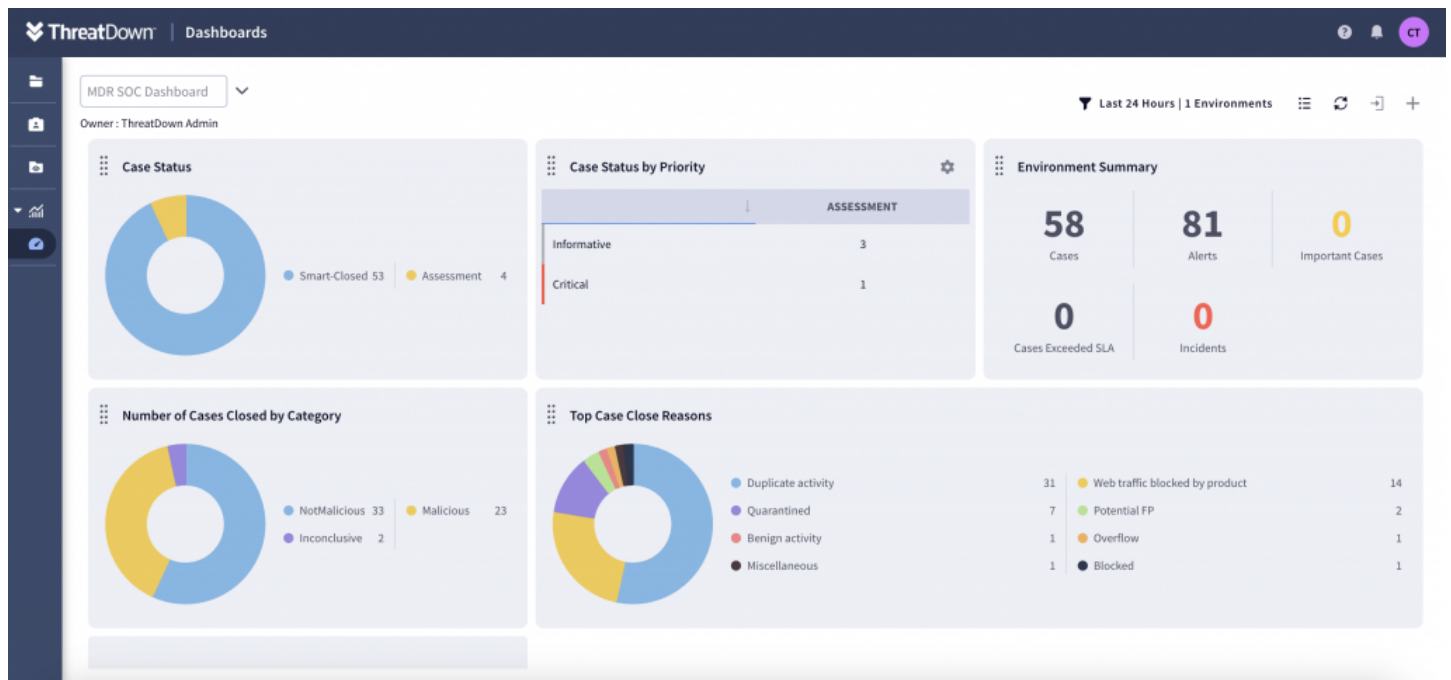 ThreatDown | Dashboards
CT
MDR SOC Dashboard
Last 24 Hours | 1 Environments
Owner : ThreatDown Admin
Case Status
Smart-Closed 53
Assessment 4
Case Status by Priority
ASSESSMENT
Informative 3
Critical 1
Environment Summary
58
Cases
81
Alerts
0
Important Cases
0
Cases Exceeded SLA
0
Incidents
Number of Cases Closed by Category
NotMalicious 33
Malicious 23
Inconclusive 2
Top Case Close Reasons
Duplicate activity 31
Web traffic blocked by product 14
Quarantined 7
Potential FP 2
Benign activity 1
Overflow 1
Miscellaneous 1
Blocked 1